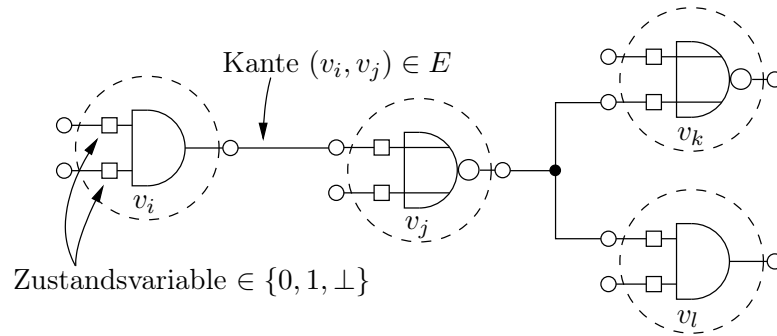 Kante (v_i, v_j) ∈ E
v_k
v_i
v_j
Zustandsvariable ∈ {0, 1, ⊥}
v_l